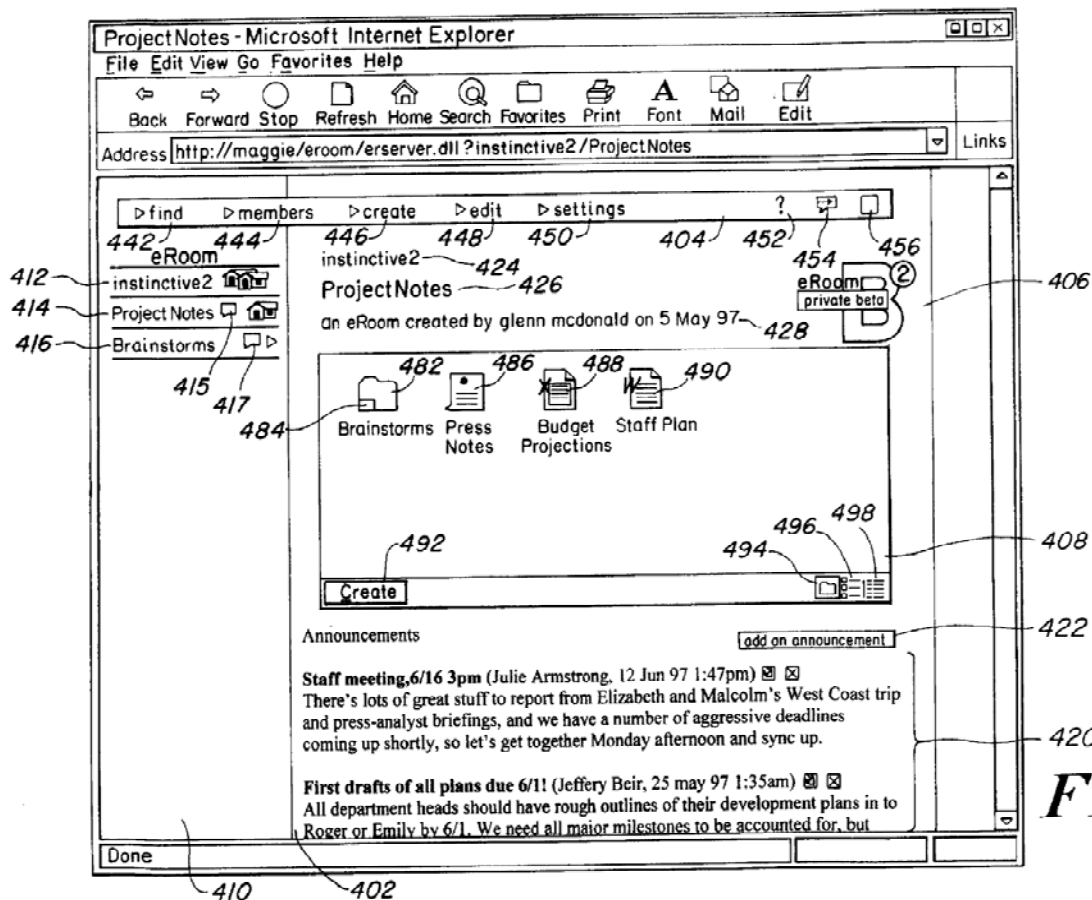 ProjectNotes - Microsoft Internet Explorer
File Edit View Go Favorites Help
Back Forward Stop Refresh Home Search Favorites Print Font Mail Edit
Address http://maggie/eroom/erserver.dll?instinctive2/ProjectNotes Links
find members create edit settings ?
442 444 446 448 450 404 452 454 456
eRoom
412 instinctive2
414 ProjectNotes
416 Brainstorms
415 417
instinctive2 424
ProjectNotes 426
an eRoom created by glenn mcdonald on 5 May 97 428
eRoom B 2
private beta
406
482 486 488 490
484
X W
Brainstorms Press Notes Budget Projections Staff Plan
492 494 496 498
408
Create
Announcements add an announcement 422
Staff meeting,6/16 3pm (Julie Armstrong, 12 Jun 97 1:47pm)
There's lots of great stuff to report from Elizabeth and Malcolm's West Coast trip
and press-analyst briefings, and we have a number of aggressive deadlines
coming up shortly, so let's get together Monday afternoon and sync up.
420
First drafts of all plans due 6/1! (Jeffery Beir, 25 may 97 1:35am)
All department heads should have rough outlines of their development plans in to
Roger or Emily by 6/1. We need all major milestones to be accounted for, but
F
Done
410 402